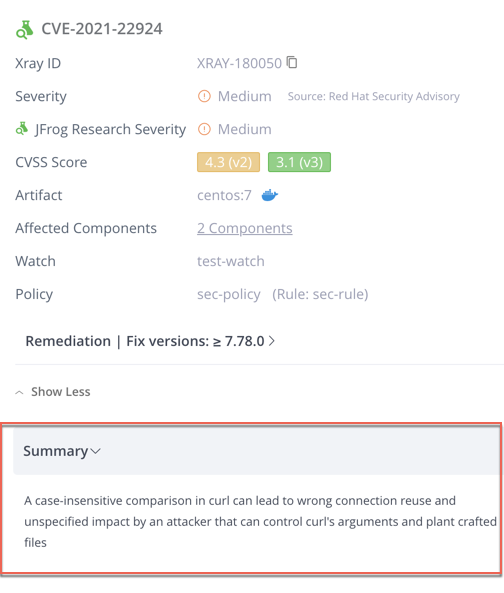 CVE-2021-22924
Xray ID XRAY-180050
Severity Medium Source: Red Hat Security Advisory
JFrog Research Severity Medium
CVSS Score 4.3 (v2) 3.1 (v3)
Artifact centos:7
Affected Components 2 Components
Watch test-watch
Policy sec-policy (Rule: sec-rule)
Remediation | Fix versions: ≥ 7.78.0
Show Less
Summary
A case-insensitive comparison in curl can lead to wrong connection reuse and
unspecified impact by an attacker that can control curl's arguments and plant crafted
files